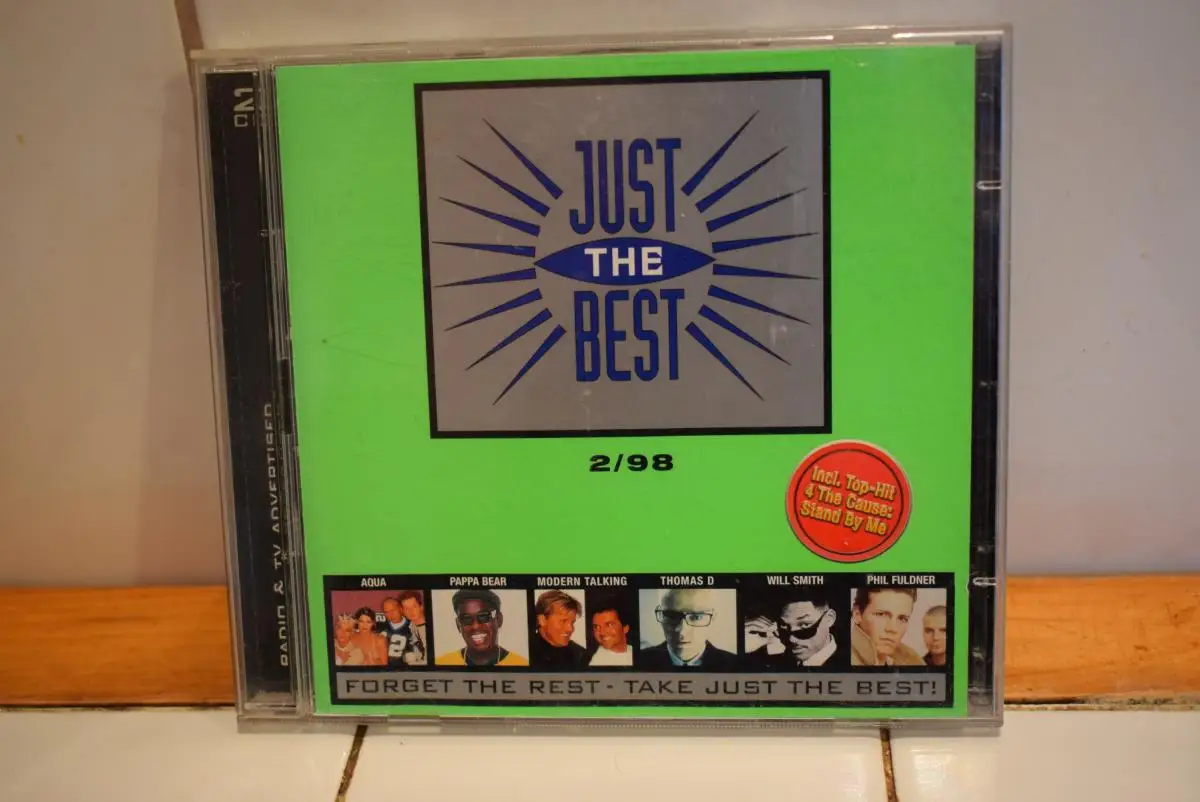 JUST
THE
BEST
2/98
Incl. Top-Hit
4 The Cause:
Stand By Me
AQUA
PAPPA BEAR
MODERN TALKING
THOMAS D
WILL SMITH
PHIL FULDNER
FORGET THE REST - TAKE JUST THE BEST!
RADIO & TV ADVERTISED